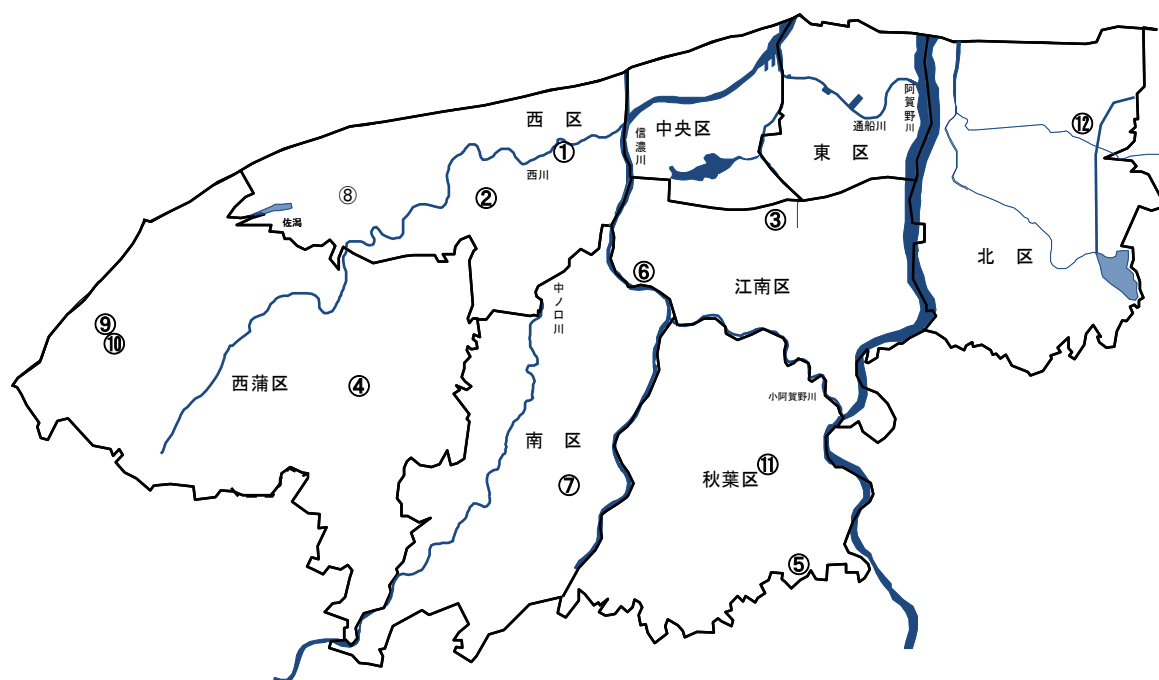 阿賀野川
⑫
西 区
信濃川
中央区
通船川
①
東 区
西川
⑧
②
佐潟
③
北 区
⑥
江南区
中ノ口川
⑨
⑩
西蒲区
④
小阿賀野川
南 区
⑪
秋葉区
⑦
⑤